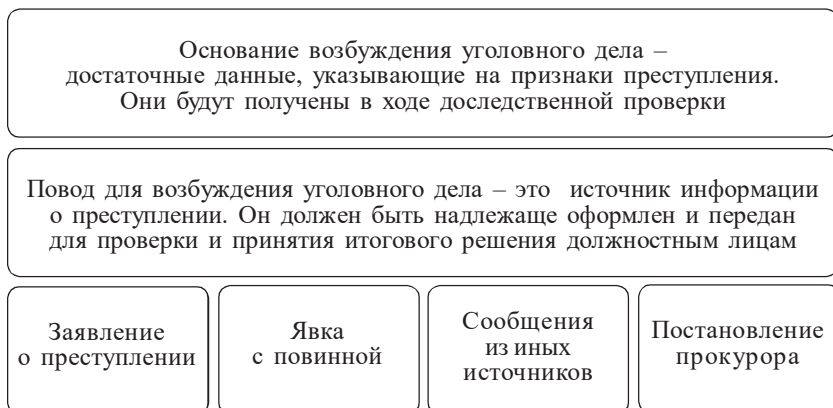 Основание возбуждения уголовного дела –
достаточные данные, указывающие на признаки преступления.
Они будут получены в ходе доследственной проверки
Повод для возбуждения уголовного дела – это источник информации
о преступлении. Он должен быть надлежаще оформлен и передан
для проверки и принятия итогового решения должностным лицам
Заявление
о преступлении
Явка
с повинной
Сообщения
из иных
источников
Постановление
прокурора